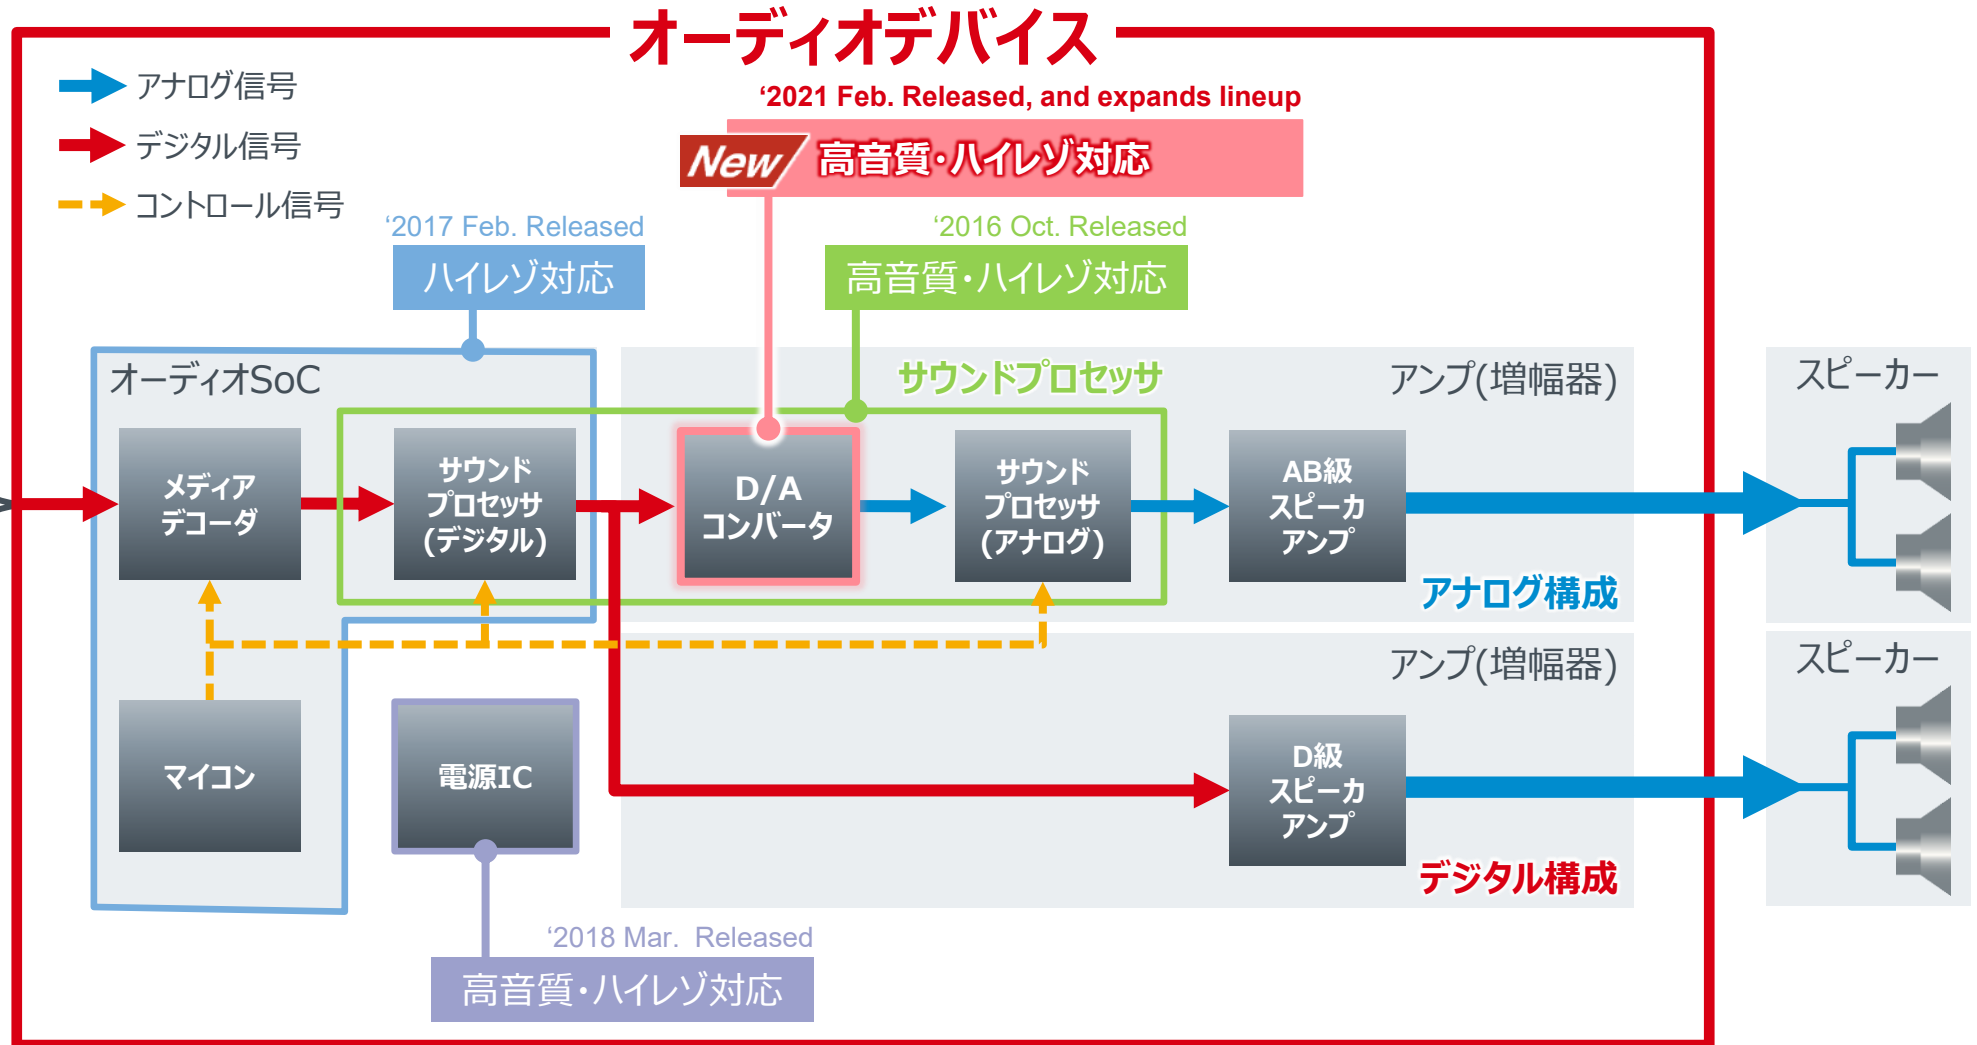 オーディオデバイス
アナログ信号
デジタル信号
コントロール信号
‘2021 Feb. Released, and expands lineup
New
高音質・ハイレゾ対応
‘2017 Feb. Released
ハイレゾ対応
‘2016 Oct. Released
高音質・ハイレゾ対応
オーディオSoC
サウンドプロセッサ
アンプ(増幅器)
スピーカー
メディア
デコーダ
サウンド
プロセッサ
(デジタル)
D/A
コンバータ
サウンド
プロセッサ
(アナログ)
AB級
スピーカ
アンプ
アナログ構成
アンプ(増幅器)
スピーカー
マイコン
電源IC
D級
スピーカ
アンプ
デジタル構成
‘2018 Mar. Released
高音質・ハイレゾ対応